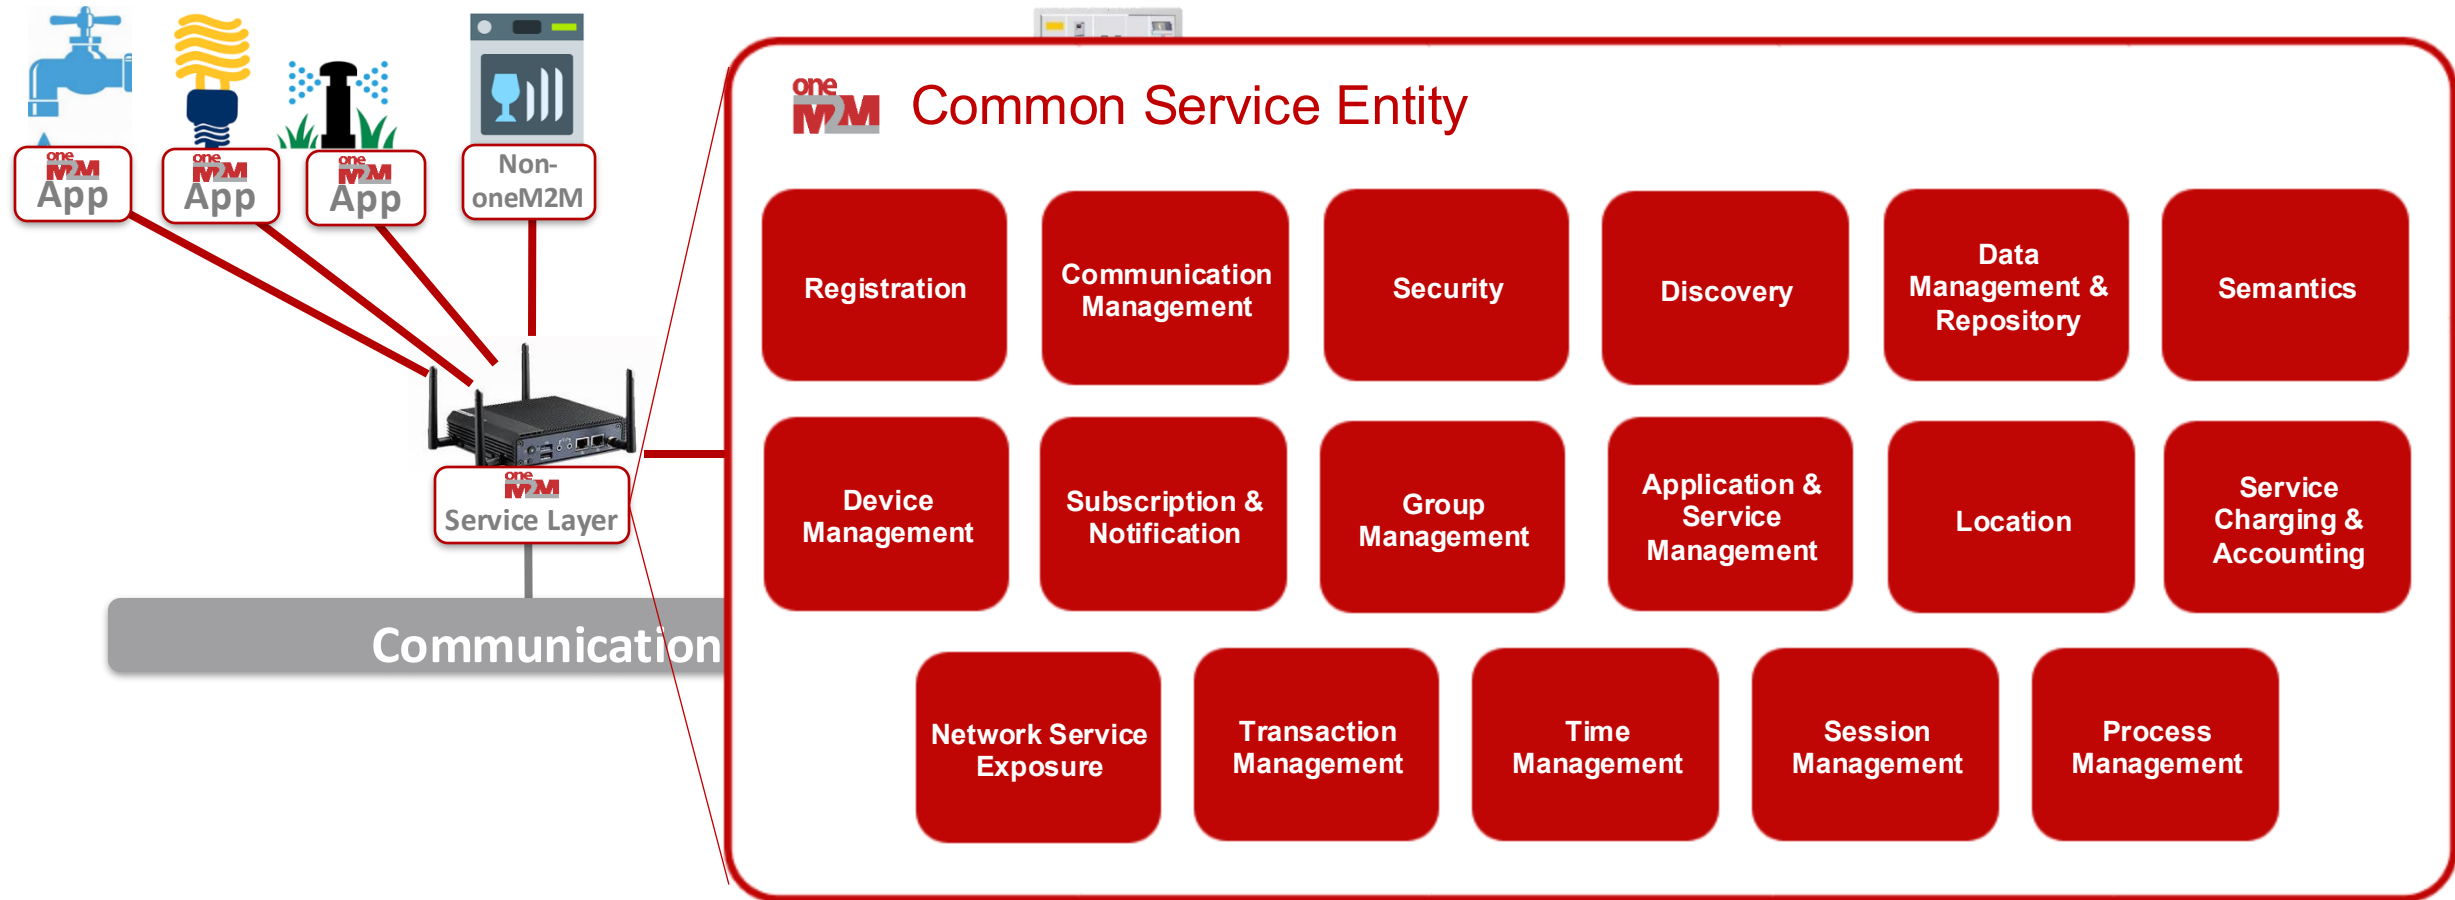 one
M2M
App
one
M2M
App
one
M2M
App
Non-
oneM2M
one
M2M
Service Layer
Communication
one
M2M
Common Service Entity
Registration
Communication
Management
Security
Discovery
Data
Management &
Repository
Semantics
Device
Management
Subscription &
Notification
Group
Management
Application &
Service
Management
Location
Service
Charging &
Accounting
Network Service
Exposure
Transaction
Management
Time
Management
Session
Management
Process
Management